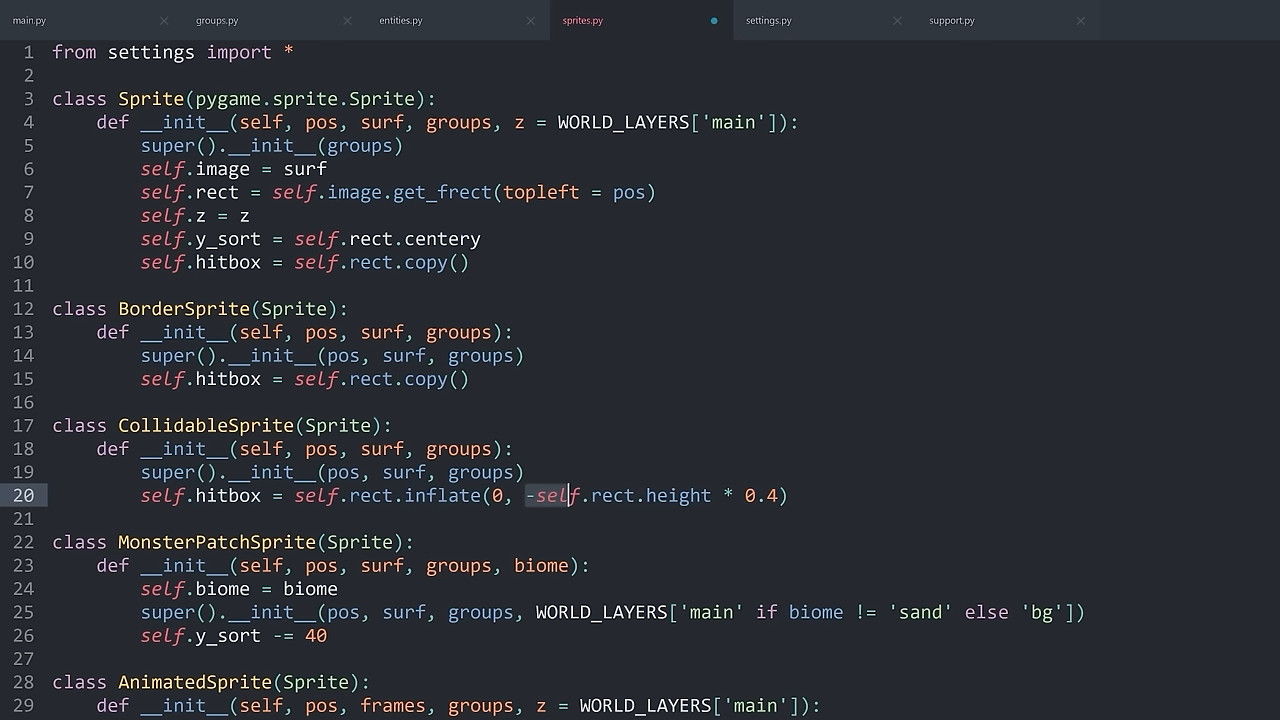 main.py × groups.py × entities.py × sprites.py settings.py × support.py ×
1 from settings import *
2
3 class Sprite(pygame.sprite.Sprite):
4     def __init__(self, pos, surf, groups, z = WORLD_LAYERS['main']):
5         super().__init__(groups)
6         self.image = surf
7         self.rect = self.image.get_frect(topleft = pos)
8         self.z = z
9         self.y_sort = self.rect.centery
10         self.hitbox = self.rect.copy()
11
12 class BorderSprite(Sprite):
13     def __init__(self, pos, surf, groups):
14         super().__init__(pos, surf, groups)
15         self.hitbox = self.rect.copy()
16
17 class CollidableSprite(Sprite):
18     def __init__(self, pos, surf, groups):
19         super().__init__(pos, surf, groups)
20         self.hitbox = self.rect.inflate(0, -self.rect.height * 0.4)
21
22 class MonsterPatchSprite(Sprite):
23     def __init__(self, pos, surf, groups, biome):
24         self.biome = biome
25         super().__init__(pos, surf, groups, WORLD_LAYERS['main' if biome != 'sand' else 'bg'])
26         self.y_sort -= 40
27
28 class AnimatedSprite(Sprite):
29     def __init__(self, pos, frames, groups, z = WORLD_LAYERS['main']):